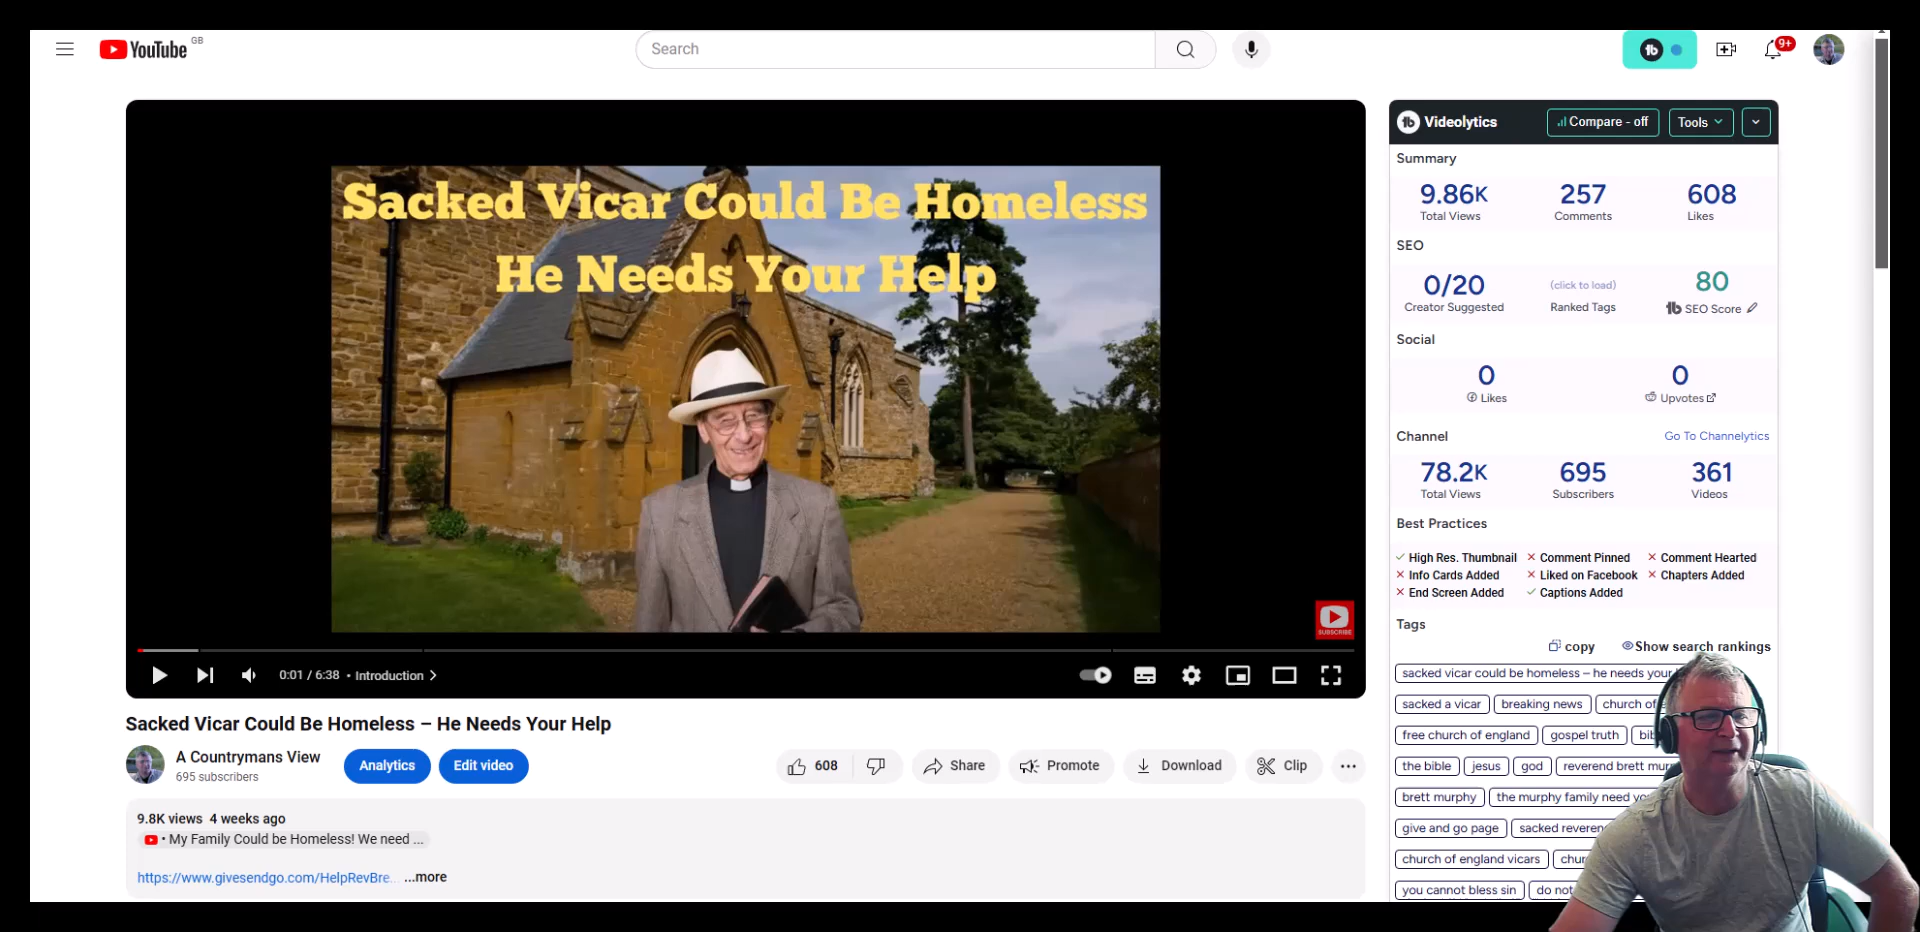 YouTube GB
Search
9+
Sacked Vicar Could Be Homeless
He Needs Your Help
SUBSCRIBE
0:01 / 6:38 • Introduction
Sacked Vicar Could Be Homeless – He Needs Your Help
A Countrymans View
695 subscribers
Analytics
Edit video
608
Share
Promote
Download
Clip
9.8K views 4 weeks ago
• My Family Could be Homeless! We need ...
https://www.givesendgo.com/HelpRevBre... ...more
Videolytics
Compare - off
Tools
Summary
9.86K 257 608
Total Views Comments Likes
SEO
0/20 (click to load) 80
Creator Suggested Ranked Tags SEO Score
Social
0 0
Likes Upvotes
Channel Go To Channelytics
78.2K 695 361
Total Views Subscribers Videos
Best Practices
High Res. Thumbnail Comment Pinned Comment Hearted
Info Cards Added Liked on Facebook Chapters Added
End Screen Added Captions Added
Tags
copy Show search rankings
sacked vicar could be homeless – he needs your
sacked a vicar breaking news church of
free church of england gospel truth
the bible jesus god reverend brett
brett murphy the murphy family need
give and go page sacked
church of england vicars
you cannot bless sin do not